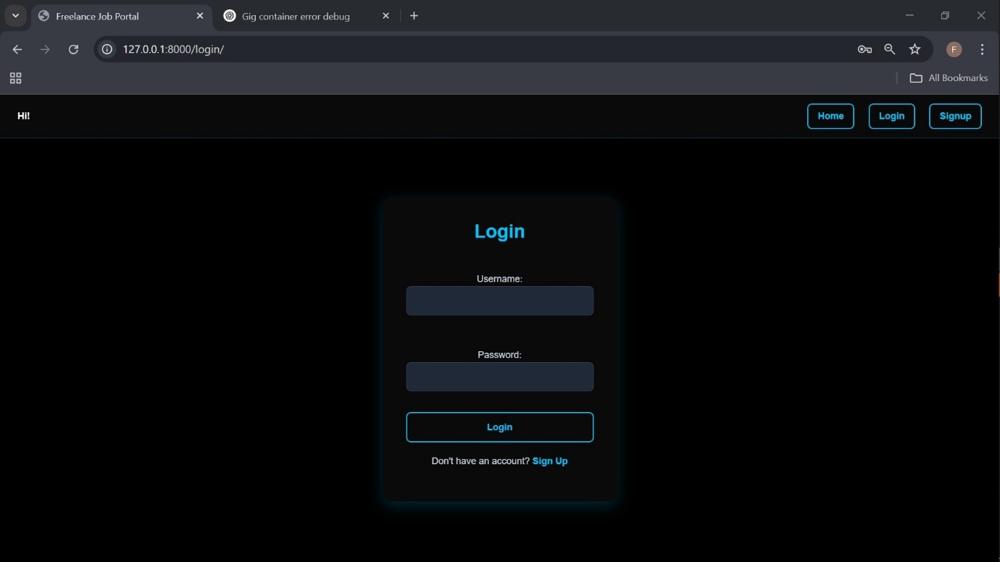 Freelance Job Portal
Gig container error debug
127.0.0.1:8000/login/
F
All Bookmarks
Hi!
Home
Login
Signup
Login
Username:
Password:
Login
Don't have an account? Sign Up